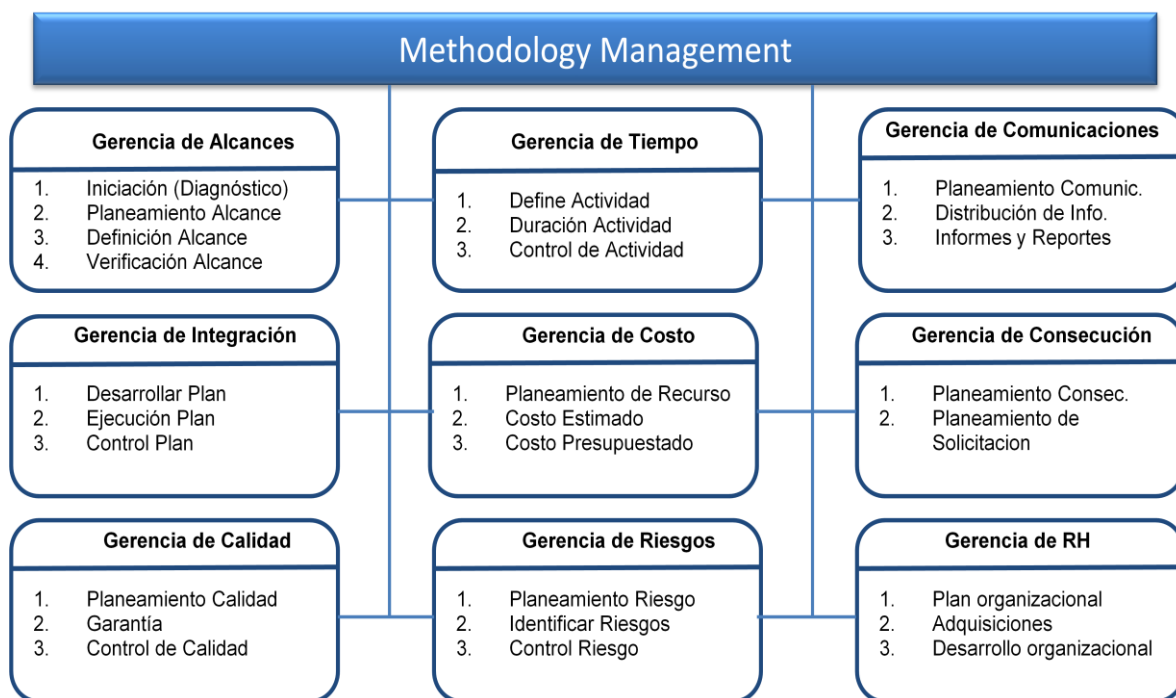 Methodology Management
Gerencia de Alcances
1. Iniciación (Diagnóstico)
2. Planeamiento Alcance
3. Definición Alcance
4. Verificación Alcance
Gerencia de Tiempo
1. Define Actividad
2. Duración Actividad
3. Control de Actividad
Gerencia de Comunicaciones
1. Planeamiento Comunic.
2. Distribución de Info.
3. Informes y Reportes
Gerencia de Integración
1. Desarrollar Plan
2. Ejecución Plan
3. Control Plan
Gerencia de Costo
1. Planeamiento de Recurso
2. Costo Estimado
3. Costo Presupuestado
Gerencia de Consecución
1. Planeamiento Consec.
2. Planeamiento de
Solicitacion
Gerencia de Calidad
1. Planeamiento Calidad
2. Garantía
3. Control de Calidad
Gerencia de Riesgos
1. Planeamiento Riesgo
2. Identificar Riesgos
3. Control Riesgo
Gerencia de RH
1. Plan organizacional
2. Adquisiciones
3. Desarrollo organizacional